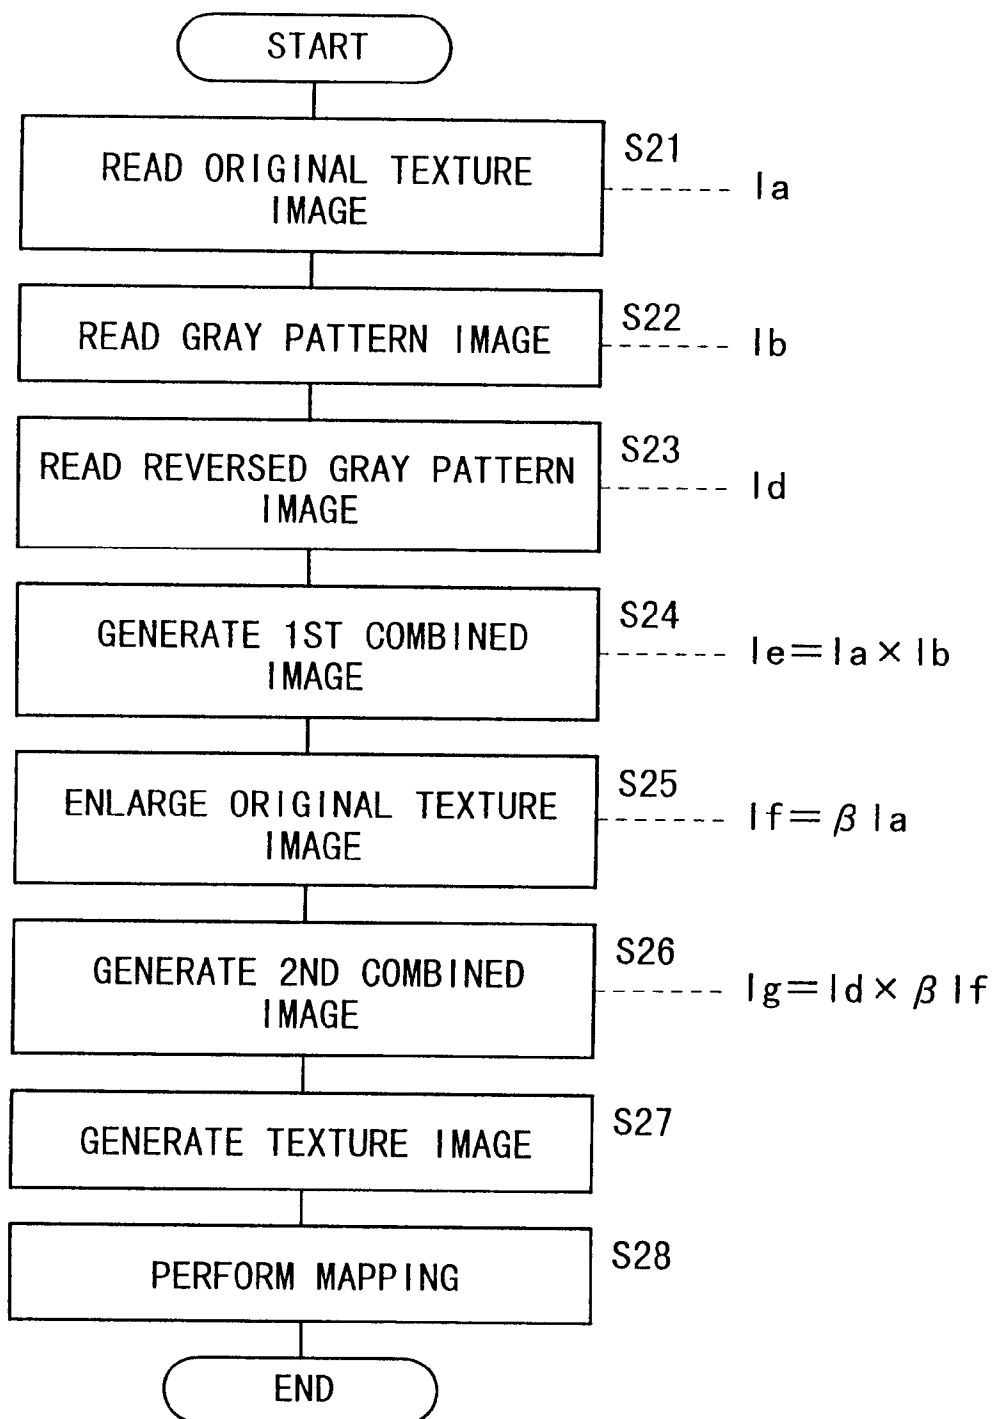 START
READ ORIGINAL TEXTURE
IMAGE
S21
Ia
READ GRAY PATTERN IMAGE
S22
Ib
READ REVERSED GRAY PATTERN
IMAGE
S23
Id
GENERATE 1ST COMBINED
IMAGE
S24
Ie=Ia×Ib
ENLARGE ORIGINAL TEXTURE
IMAGE
S25
If=β Ia
GENERATE 2ND COMBINED
IMAGE
S26
Ig=Id×β If
GENERATE TEXTURE IMAGE
S27
PERFORM MAPPING
S28
END